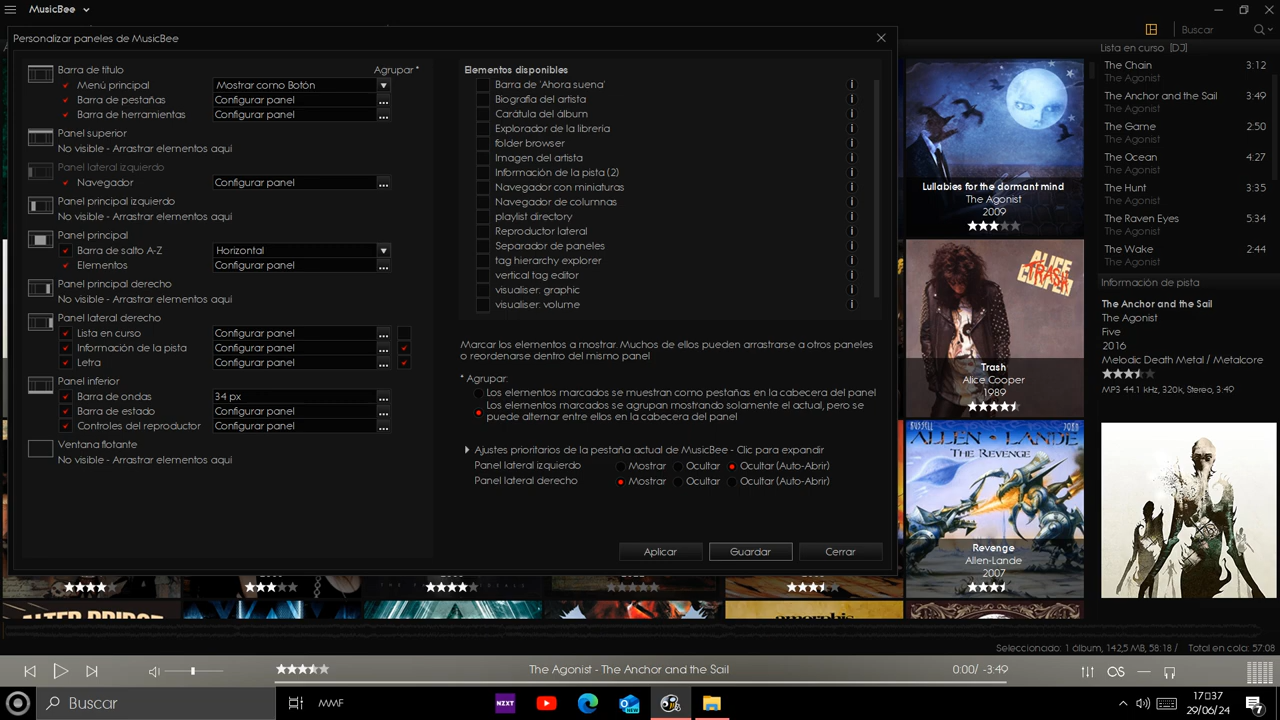 MusicBee
Personalizar paneles de MusicBee
Buscar
Barra de título
Agrupar *
Menú principal
Mostrar como Botón
Barra de pestañas
Configurar panel
...
Barra de herramientas
Configurar panel
...
Panel superior
No visible - Arrastrar elementos aqui
Panel lateral izquierdo
Navegador
Configurar panel
...
Panel principal izquierdo
No visible - Arrastrar elementos aqui
Panel principal
Barra de salto A-Z
Horizontal
Elementos
Configurar panel
...
Panel principal derecho
No visible - Arrastrar elementos aqui
Panel lateral derecho
Lista en curso
Configurar panel
...
Información de la pista
Configurar panel
...
Letra
Configurar panel
...
Panel inferior
Barra de ondas
34 px
...
Barra de estado
Configurar panel
...
Controles del reproductor
Configurar panel
...
Ventana flotante
No visible - Arrastrar elementos aqui
Elementos disponibles
Barra de 'Ahora suena'
Biografía del artista
Carátula del álbum
Explorador de la librería
folder browser
Imagen del artista
Información de la pista (2)
Navegador con miniaturas
Navegador de columnas
playlist directory
Reproductor lateral
Separador de paneles
tag hierarchy explorer
vertical tag editor
visualiser: graphic
visualiser: volume
Marcar los elementos a mostrar. Muchos de ellos pueden arrastrarse a otros paneles
o reordenarse dentro del mismo panel
* Agrupar:
Los elementos marcados se muestran como pestañas en la cabecera del panel
Los elementos marcados se agrupan mostrando solamente el actual, pero se
puede alternar entre ellos en la cabecera del panel
Ajustes prioritarios de la pestaña actual de MusicBee - Clic para expandir
Panel lateral izquierdo
Mostrar
Ocultar
Ocultar (Auto-Abrir)
Panel lateral derecho
Mostrar
Ocultar
Ocultar (Auto-Abrir)
Aplicar
Guardar
Cerrar
Lullabies for the dormant mind
The Agonist
2009
ALICE
COOPER
TRASH
Trash
Alice Cooper
1989
RUSSELL
ALLEN · LANDE
THE REVENGE
Revenge
Allen-Lande
2007
ALTER BRIDGE
amorphis
Lista en curso [DJ]
The Chain 3:12
The Agonist
The Anchor and the Sail 3:49
The Agonist
The Game 2:50
The Agonist
The Ocean 4:27
The Agonist
The Hunt 3:35
The Agonist
The Raven Eyes 5:34
The Agonist
The Wake 2:44
The Agonist
Información de pista
The Anchor and the Sail
The Agonist
Five
2016
Melodic Death Metal / Metalcore
MP3 44.1 kHz, 320k, Stereo, 3:49
Seleccionado: 1 álbum, 142,5 MB, 58:18 / Total en cola: 57:08
The Agonist - The Anchor and the Sail
0:00/ -3:49
Buscar
MMF
NZXT
NEW
17:37
29/06/24
7